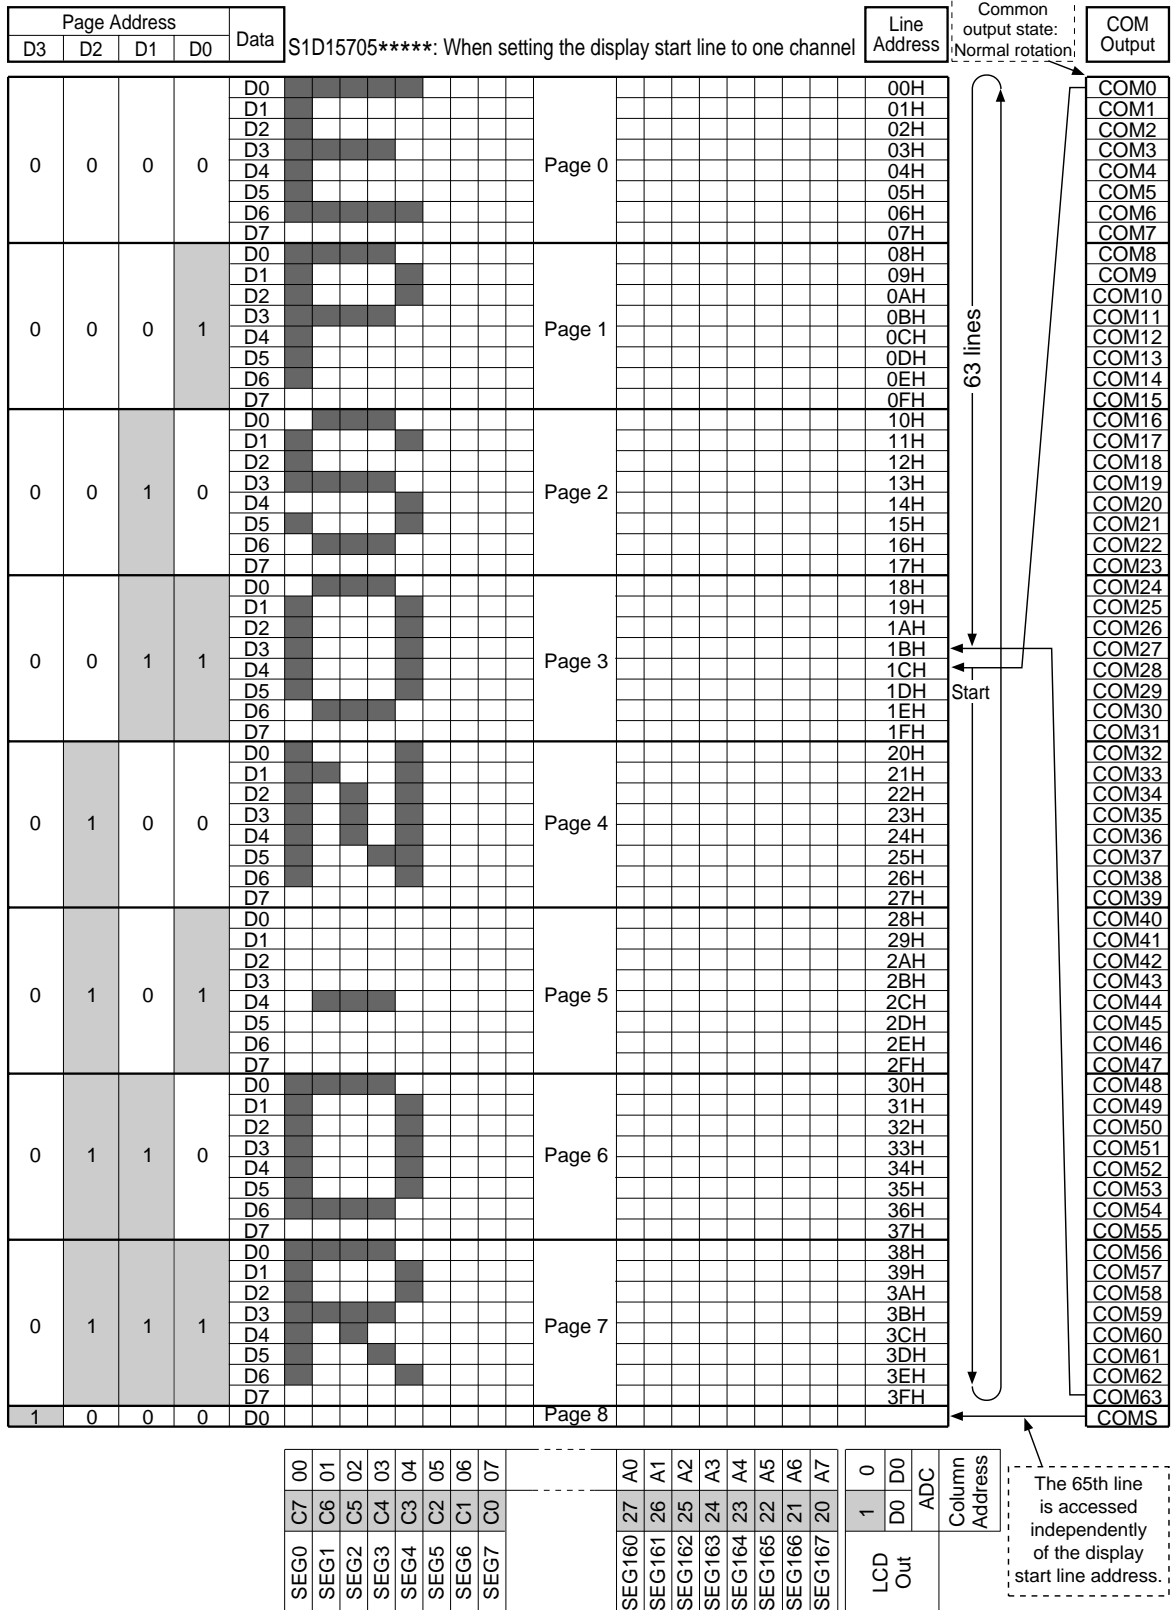 Page Address
D3 D2 D1 D0 Data
S1D15705*****: When setting the display start line to one channel
Line Address
Common output state: Normal rotation
COM Output
0 0 0 0 Page 0
D0 00H COM0
D1 01H COM1
D2 02H COM2
D3 03H COM3
D4 04H COM4
D5 05H COM5
D6 06H COM6
D7 07H COM7
0 0 0 1 Page 1
D0 08H COM8
D1 09H COM9
D2 0AH COM10
D3 0BH COM11
D4 0CH COM12
D5 0DH COM13
D6 0EH COM14
D7 0FH COM15
63 lines
0 0 1 0 Page 2
D0 10H COM16
D1 11H COM17
D2 12H COM18
D3 13H COM19
D4 14H COM20
D5 15H COM21
D6 16H COM22
D7 17H COM23
0 0 1 1 Page 3
D0 18H COM24
D1 19H COM25
D2 1AH COM26
D3 1BH COM27
D4 1CH COM28
D5 1DH Start COM29
D6 1EH COM30
D7 1FH COM31
0 1 0 0 Page 4
D0 20H COM32
D1 21H COM33
D2 22H COM34
D3 23H COM35
D4 24H COM36
D5 25H COM37
D6 26H COM38
D7 27H COM39
0 1 0 1 Page 5
D0 28H COM40
D1 29H COM41
D2 2AH COM42
D3 2BH COM43
D4 2CH COM44
D5 2DH COM45
D6 2EH COM46
D7 2FH COM47
0 1 1 0 Page 6
D0 30H COM48
D1 31H COM49
D2 32H COM50
D3 33H COM51
D4 34H COM52
D5 35H COM53
D6 36H COM54
D7 37H COM55
0 1 1 1 Page 7
D0 38H COM56
D1 39H COM57
D2 3AH COM58
D3 3BH COM59
D4 3CH COM60
D5 3DH COM61
D6 3EH COM62
D7 3FH COM63
1 0 0 0 D0 Page 8 COMS
00 01 02 03 04 05 06 07 A0 A1 A2 A3 A4 A5 A6 A7 0 D0
C7 C6 C5 C4 C3 C2 C1 C0 27 26 25 24 23 22 21 20 1 D0
ADC
Column Address
SEG0 SEG1 SEG2 SEG3 SEG4 SEG5 SEG6 SEG7 SEG160 SEG161 SEG162 SEG163 SEG164 SEG165 SEG166 SEG167
LCD Out
The 65th line
is accessed
independently
of the display
start line address.